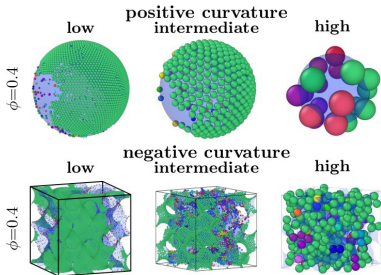 positive curvature
low intermediate high
ϕ=0.4
negative curvature
low intermediate high
ϕ=0.4